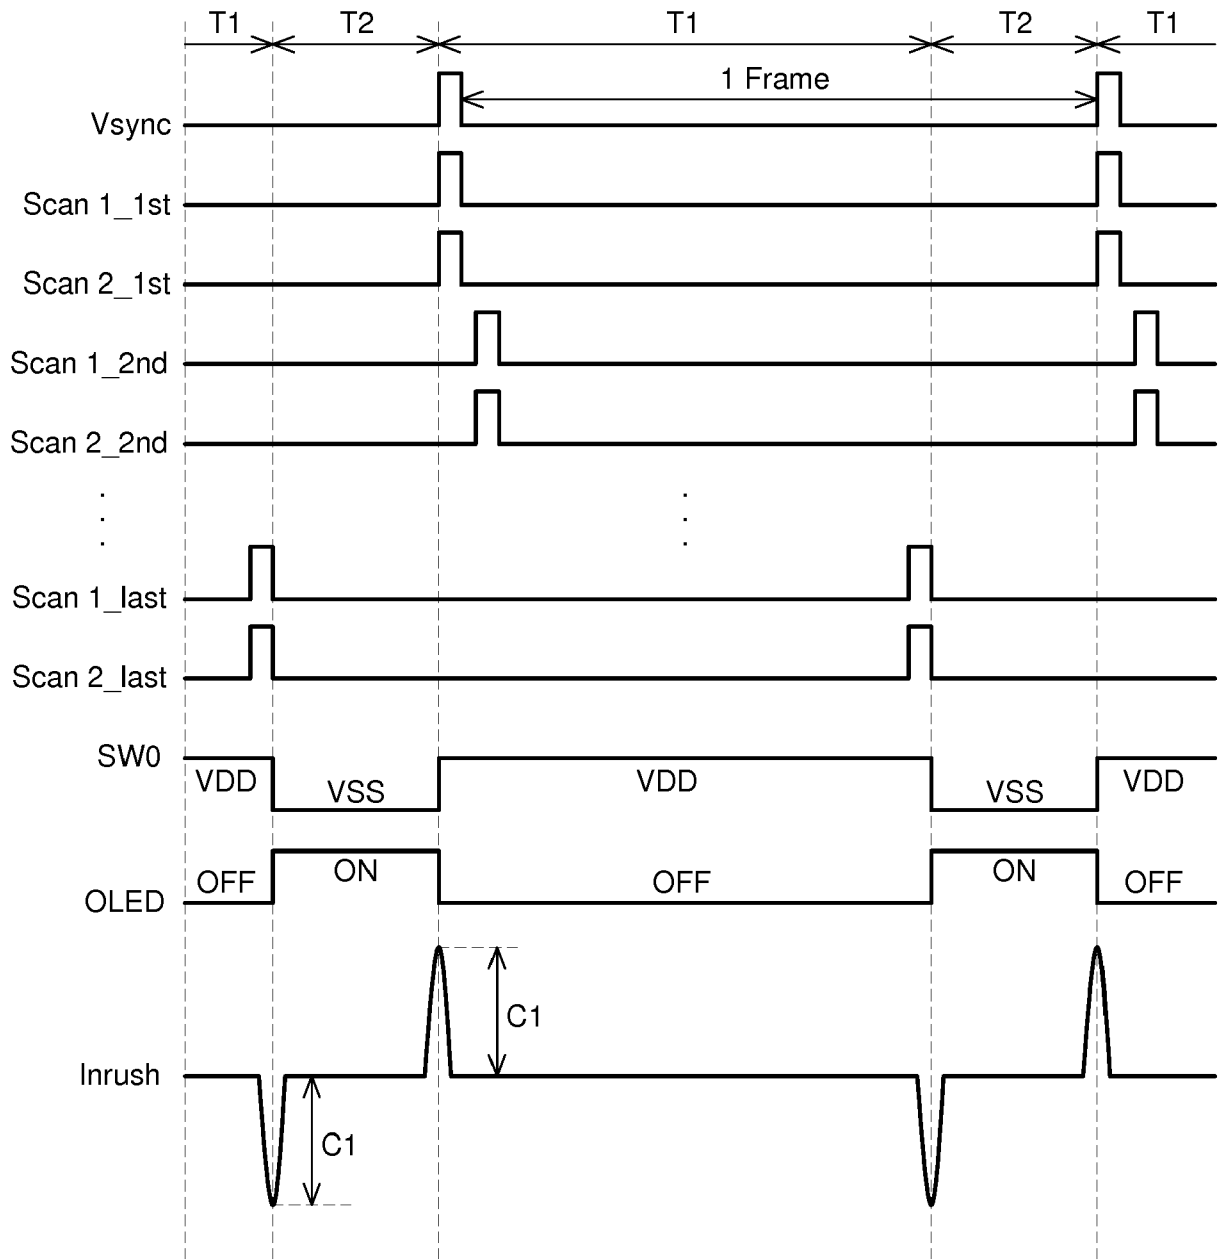 T1 T2 T1 T2 T1
1 Frame
Vsync
Scan 1_1st
Scan 2_1st
Scan 1_2nd
Scan 2_2nd
Scan 1_last
Scan 2_last
SW0
VDD VSS VDD VSS VDD
OLED
OFF ON OFF ON OFF
C1
Inrush
C1